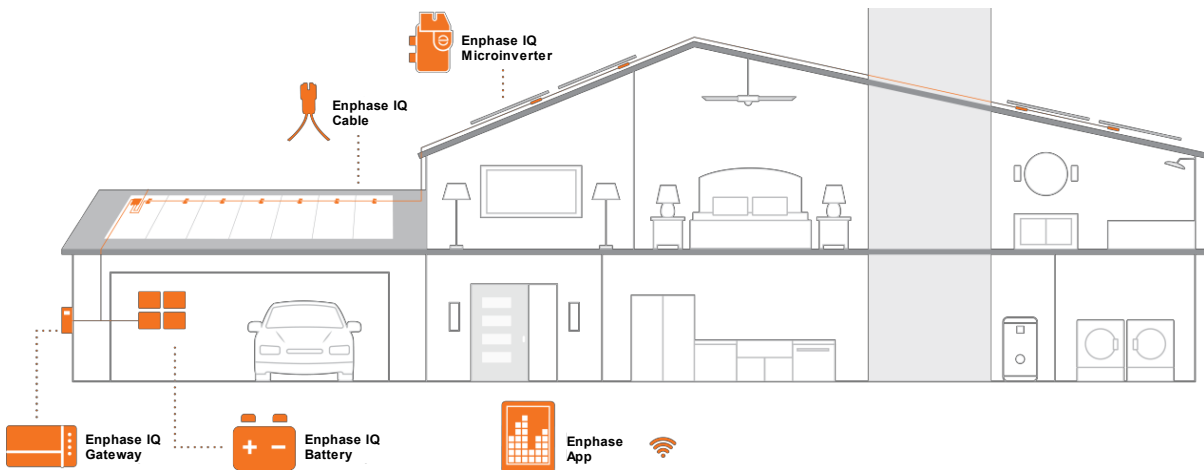 Enphase IQ
Microinverter
Enphase IQ
Cable
Enphase IQ
Gateway
Enphase IQ
Battery
Enphase
App